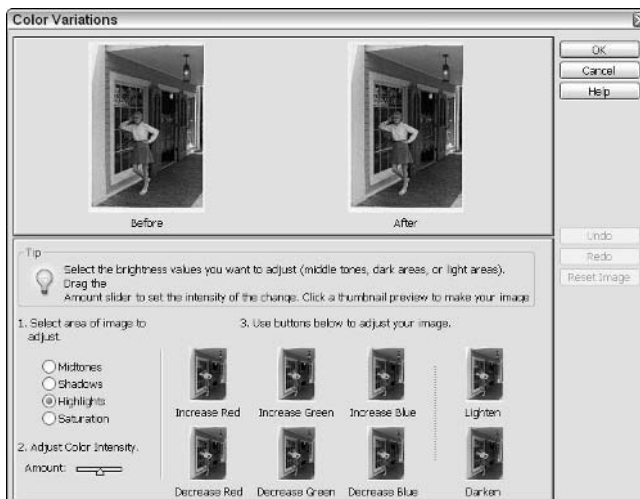 Color Variations
OK
Cancel
Help
Before
After
Undo
Redo
Reset Image
Tip
Select the brightness values you want to adjust (middle tones, dark areas, or light areas).
Drag the
Amount slider to set the intensity of the change. Click a thumbnail preview to make your image
1. Select area of image to
adjust.
3. Use buttons below to adjust your image.
Midtones
Shadows
Highlights
Saturation
Increase Red
Increase Green
Increase Blue
Lighten
2. Adjust Color Intensity.
Amount:
Decrease Red
Decrease Green
Decrease Blue
Darken